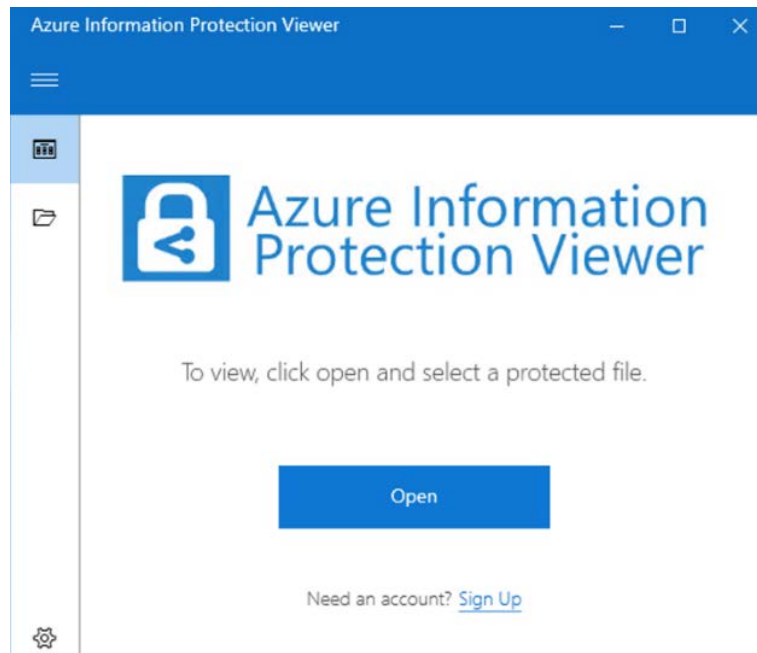 Azure Information Protection Viewer
Azure Information
Protection Viewer
To view, click open and select a protected file.
Open
Need an account? Sign Up